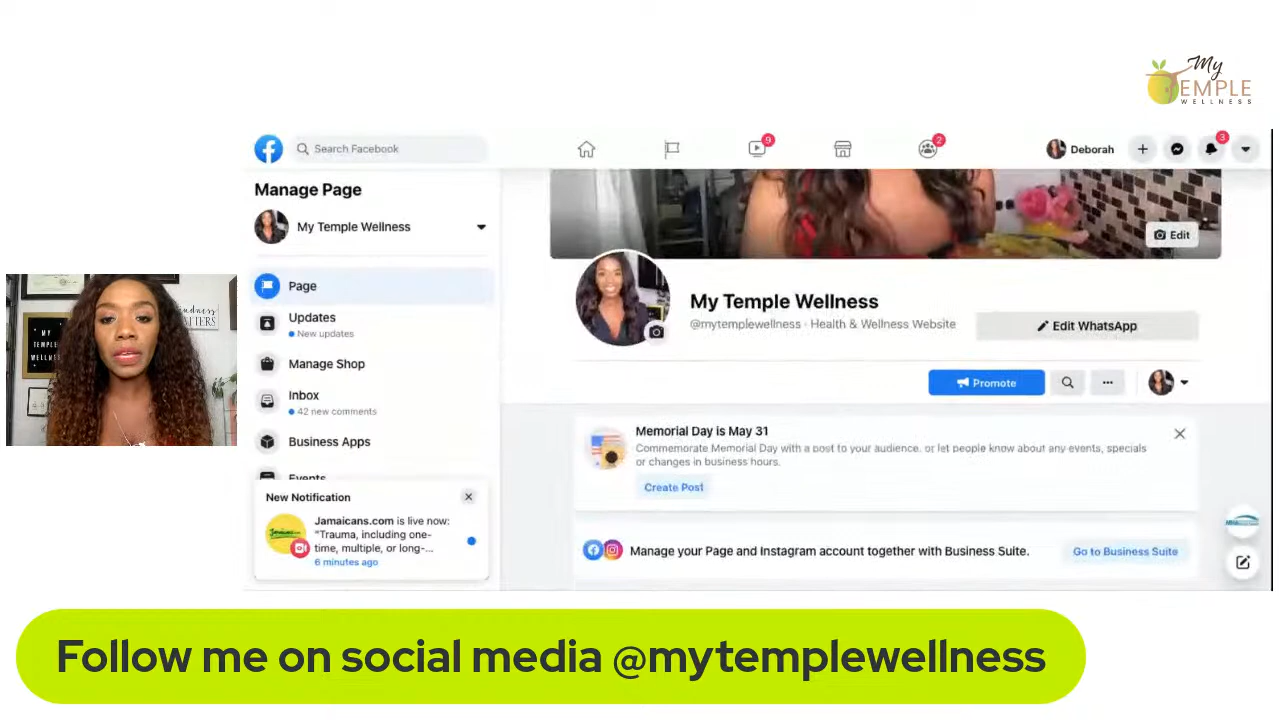 My
TEMPLE
WELLNESS
Search Facebook
9
2
Deborah
3
Manage Page
My Temple Wellness
Page
Updates
New updates
Manage Shop
Inbox
42 new comments
Business Apps
Events
New Notification
Jamaicans.com is live now:
"Trauma, including one-
time, multiple, or long-...
6 minutes ago
Edit
My Temple Wellness
@mytemplewellness · Health & Wellness Website
Edit WhatsApp
Promote
Memorial Day is May 31
Commemorate Memorial Day with a post to your audience, or let people know about any events, specials
or changes in business hours.
Create Post
Manage your Page and Instagram account together with Business Suite.
Go to Business Suite
MY
TEMPLE
Follow me on social media @mytemplewellness